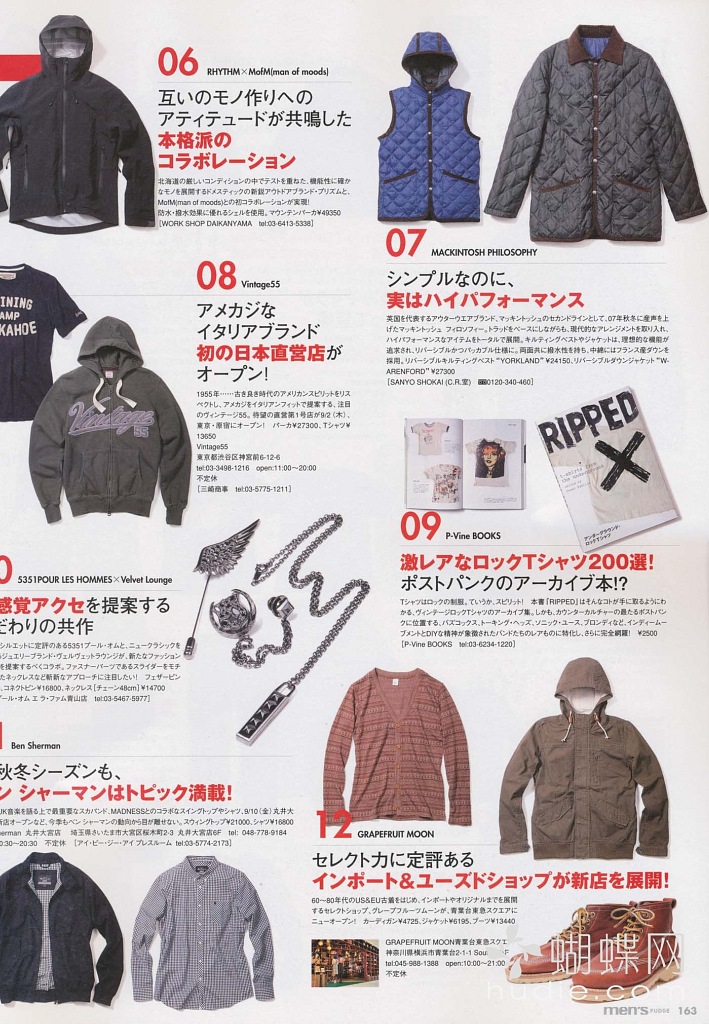 06 RHYTHM×MofM(man of moods)
互いのモノ作りへの
アティテュードが共鳴した
本格派の
コラボレーション
北海道の厳しいコンディションの中でテストを重ねた、機能性に確か
なモノを展開するドメスティックの新鋭アウトドアブランド・プリズムと、
MofM(man of moods)との初コラボレーションが実現!
防水・撥水効果に優れるシェルを使用。マウンテンパーカ¥49350
[WORK SHOP DAIKANYAMA tel:03-6413-5338]
07 MACKINTOSH PHILOSOPHY
シンプルなのに、
実はハイパフォーマンス
英国を代表するアウターウエアブランド、マッキントッシュのセカンドラインとして、07年秋冬に産声を上
げたマッキントッシュ フィロソフィー。トラッドをベースにしながらも、現代的なアレンジメントを取り入れ、
ハイパフォーマンスなアイテムをトータルで展開。キルティングベストやジャケットは、理想的な機能が
追求され、リバーシブルかつパッカブル仕様に。両面共に撥水性を持ち、中綿にはフランス産ダウンを
採用。リバーシブルキルティングベスト"YORKLAND"¥24150、リバーシブルダウンジャケット"W-
ARENFORD"¥27300
[SANYO SHOKAI (C.R.室) 0120-340-460]
08 Vintage55
アメカジな
イタリアブランド
初の日本直営店が
オープン!
1955年……古き良き時代のアメリカンスピリットをリス
ペクトし、アメカジをイタリアンフィットで提案する、注目
のヴィンテージ55。待望の直営第1号店が9/2(木)、
東京・原宿にオープン! パーカ¥27300、Tシャツ¥
13650
Vintage55
東京都渋谷区神宮前6-12-6
tel:03-3498-1216 open:11:00〜20:00
不定休
[三崎商事 tel:03-5775-1211]
INING
AMP
KAHOE
Vintage
55
RIPPED
アンダーグラウンド・
ロックTシャツ
09 P-Vine BOOKS
激レアなロックTシャツ200選!
ポストパンクのアーカイブ本!?
Tシャツはロックの制服。ていうか、スピリット! 本書『RIPPED』はそんなコトが手に取るようにわ
かる、ヴィンテージロックTシャツのアーカイブ集。しかも、カウンターカルチャーの最たるポストパン
クに位置する、バズコックス、トーキング・ヘッズ、ソニック・ユース、ブロンディなど、インディームー
ブメントとDIYな精神が象徴されたバンドたちのレアものに特化し、さらに完全網羅! ¥2500
[P-Vine BOOKS tel:03-6234-1220]
0 5351POUR LES HOMMES×Velvet Lounge
感覚アクセを提案する
だわりの共作
シルエットに定評のある5351プール・オムと、ニュークラシックを
ジュエリーブランド・ヴェルヴェットラウンジが、新たなファッション
を提案するべくコラボ。ファスナーパーツであるスライダーをモチ
たネックレスなど斬新なアプローチに注目したい! フェザーピン
、コネクトピン¥16800、ネックレス[チェーン48cm]¥14700
プール・オム エ ラ・ファム青山店 tel:03-5467-5977]
1 Ben Sherman
秋冬シーズンも、
ン シャーマンはトピック満載!
UK音楽を語る上で最重要なスカバンド、MADNESSとのコラボなスイングトップやシャツ、9/10(金)丸井大
新店オープンなど、今季もベン シャーマンの動向から目が離せない。スウィングトップ¥21000、シャツ¥16800
herman 丸井大宮店 埼玉県さいたま市大宮区桜木町2-3 丸井大宮店6F tel: 048-778-9184
0:30〜20:30 不定休 [アイ・ビー・ジー・アイ プレスルーム tel:03-5774-2173]
12 GRAPEFRUIT MOON
セレクト力に定評ある
インポート&ユーズドショップが新店を展開!
60〜80年代のUS&EU古着をはじめ、インポートやオリジナルまでを展開
するセレクトショップ、グレープフルーツムーンが、青葉台東急スクエアに
ニューオープン! カーディガン¥4725、ジャケット¥6195、ブーツ¥13440
GRAPEFRUIT MOON青葉台東急スクエ
神奈川県横浜市青葉台2-1-1 Sou
tel:045-988-1388 open:10:00〜21:00
不定休
蝴蝶网
hudie.com
men's FUDGE 163